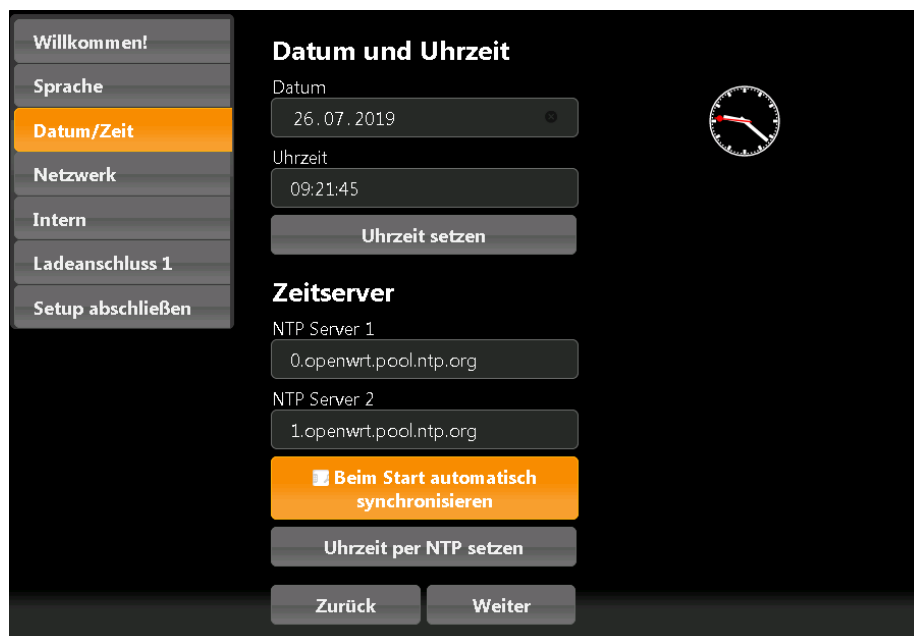 Willkommen!
Sprache
Datum/Zeit
Netzwerk
Intern
Ladeanschluss 1
Setup abschließen
Datum und Uhrzeit
Datum
26.07.2019
Uhrzeit
09:21:45
Uhrzeit setzen
Zeitserver
NTP Server 1
0.openwrt.pool.ntp.org
NTP Server 2
1.openwrt.pool.ntp.org
Beim Start automatisch
synchronisieren
Uhrzeit per NTP setzen
Zurück
Weiter